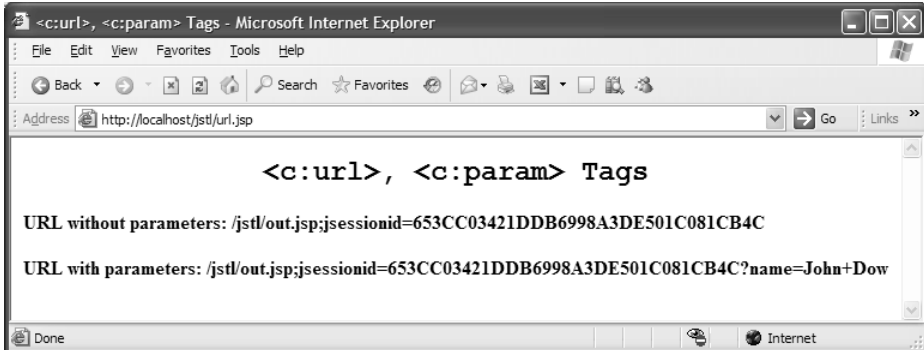 <c:url>, <c:param> Tags - Microsoft Internet Explorer
File Edit View Favorites Tools Help
Back Search Favorites
Address http://localhost/jstl/url.jsp Go Links »
<c:url>, <c:param> Tags
URL without parameters: /jstl/out.jsp;jsessionid=653CC03421DDB6998A3DE501C081CB4C
URL with parameters: /jstl/out.jsp;jsessionid=653CC03421DDB6998A3DE501C081CB4C?name=John+Dow
Done Internet